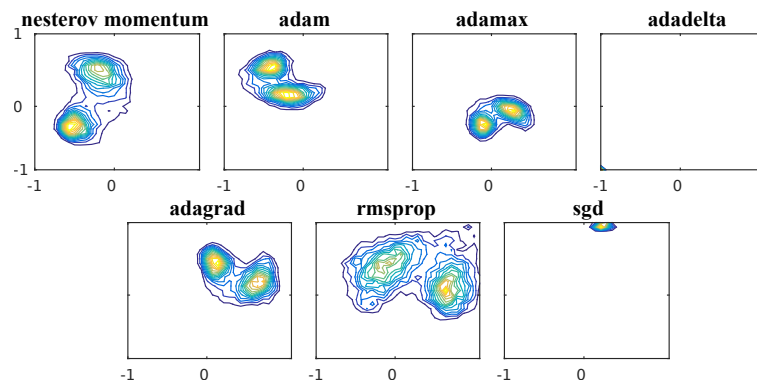 nesterov momentum adam adamax adadelta
1
0
-1
-1 0 -1 0 -1 0 -1 0
adagrad rmsprop sgd
-1 0 -1 0 -1 0